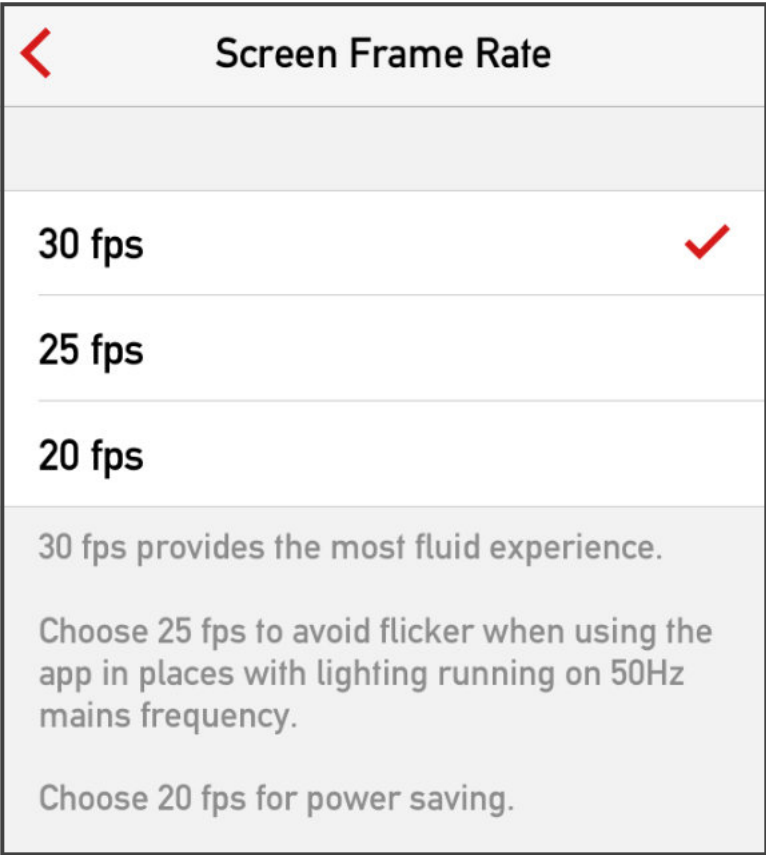 Screen Frame Rate
30 fps
25 fps
20 fps
30 fps provides the most fluid experience.
Choose 25 fps to avoid flicker when using the
app in places with lighting running on 50Hz
mains frequency.
Choose 20 fps for power saving.